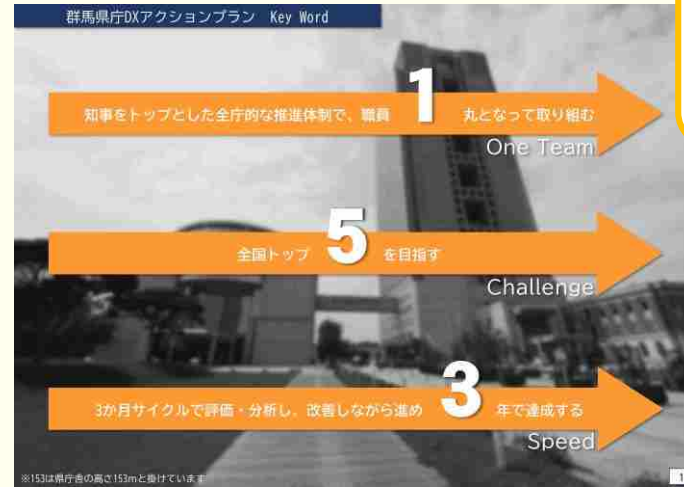 群馬県庁DXアクションプラン Key Word
知事をトップとした全庁的な推進体制で、職員1丸となって取り組む
One Team
全国トップ5を目指す
Challenge
3か月サイクルで評価・分析し、改善しながら進め3年で達成する
Speed
※153は県庁舎の高さ153mと掛けています
1